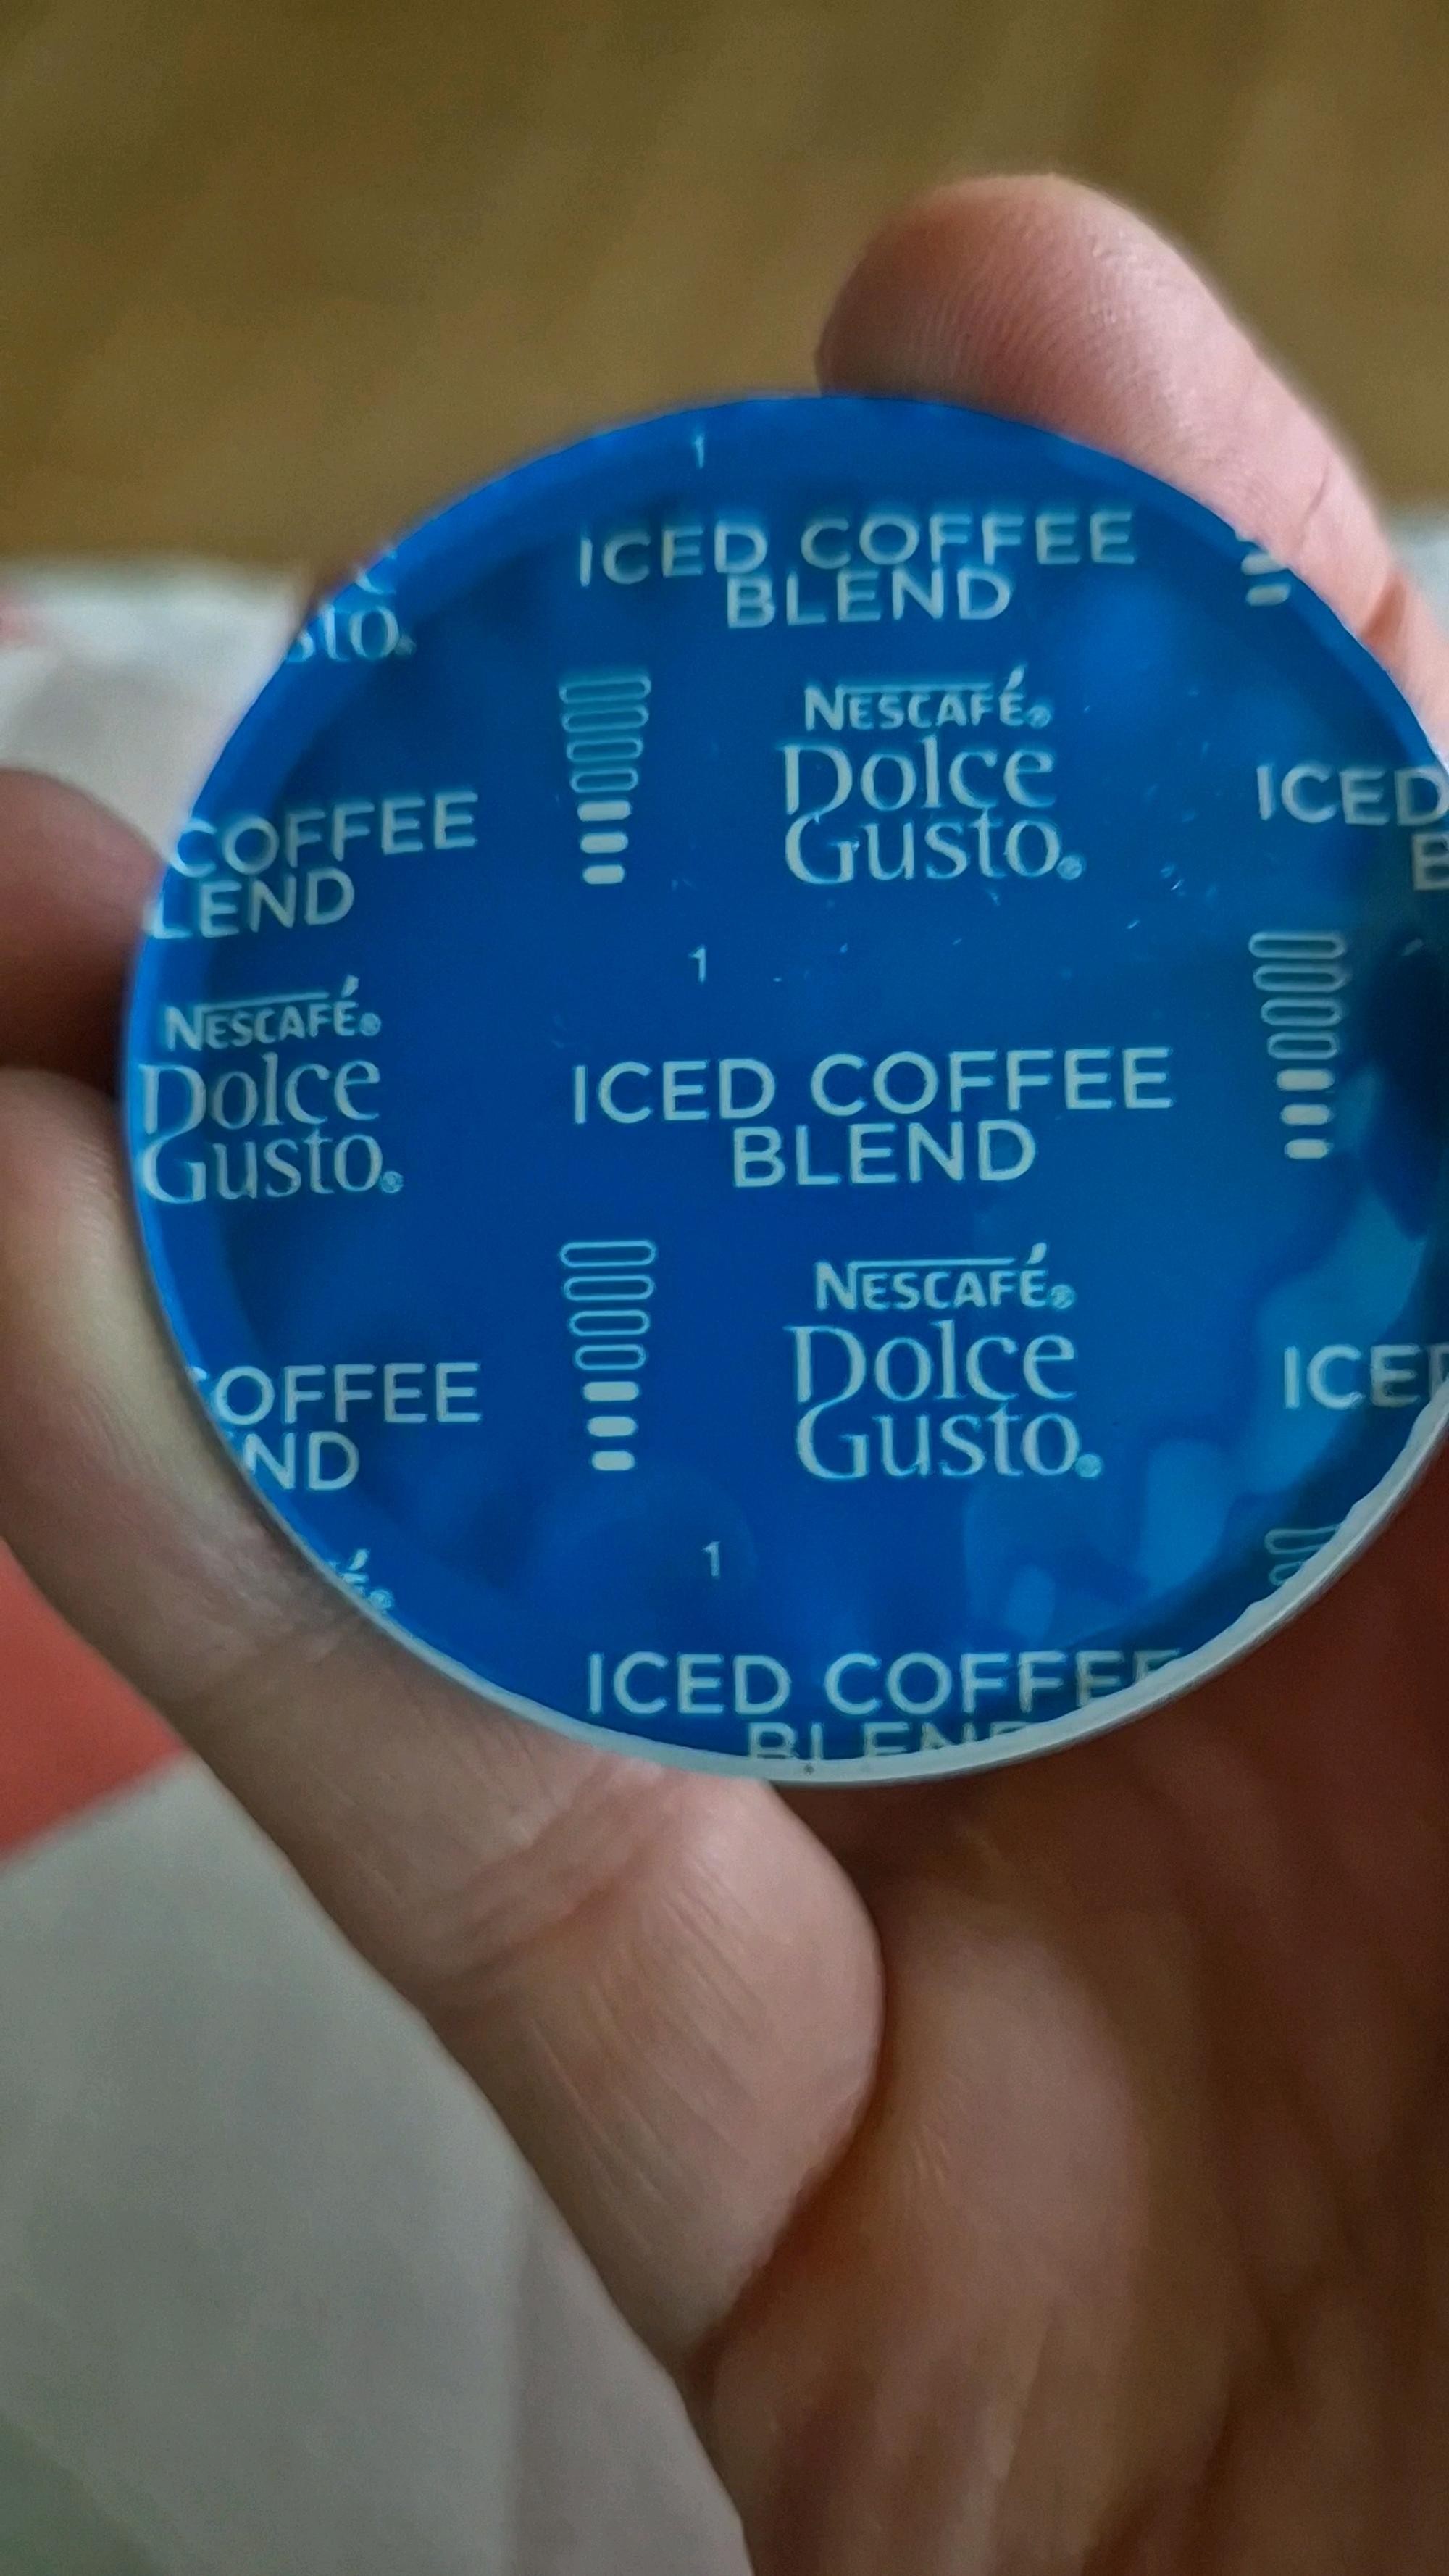 1
ICED COFFEE
BLEND
NESCAFÉ®
Dolce
Gusto®
COFFEE
ICED
1
NESCAFÉ®
Dolce
Gusto®
ICED COFFEE
BLEND
NESCAFÉ®
Dolce
Gusto®
1
ICED COFFEE